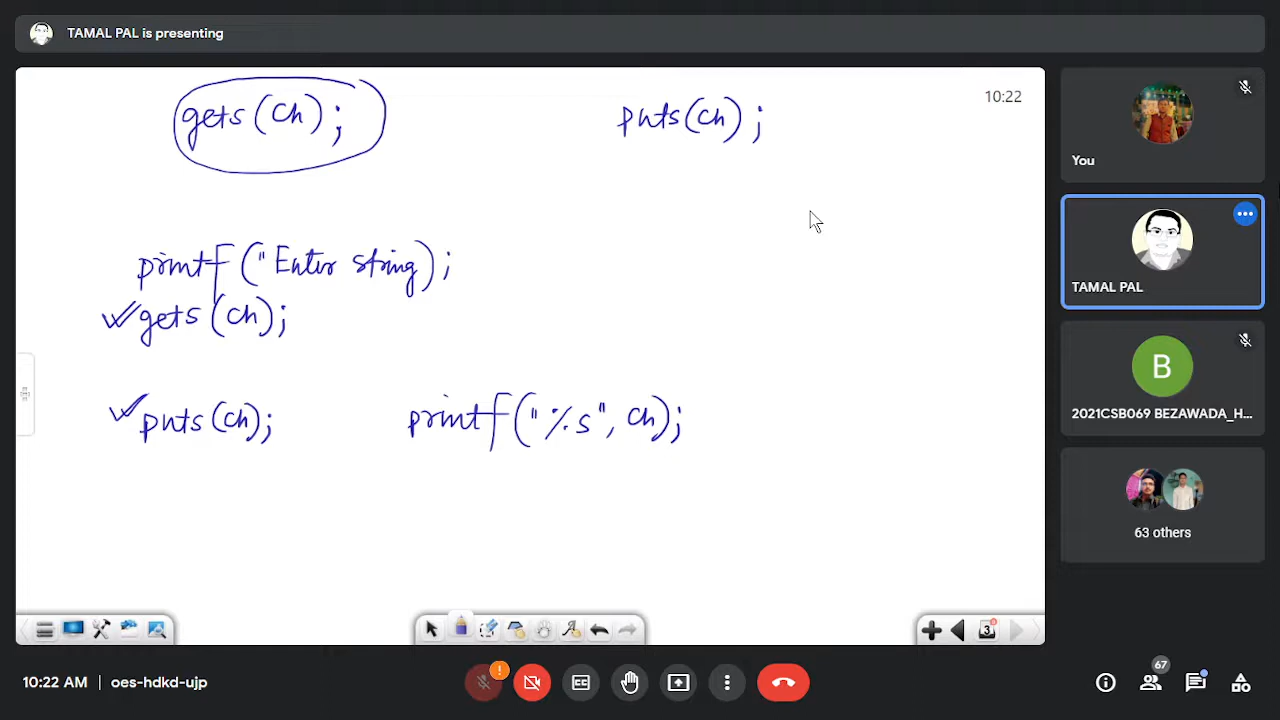 TAMAL PAL is presenting
gets(ch);
puts(ch);
10:22
printf("Enter string);
gets(ch);
puts(ch);
printf("%s", ch);
You
TAMAL PAL
B
2021CSB069 BEZAWADA_H...
63 others
3
10:22 AM | oes-hdkd-ujp
67